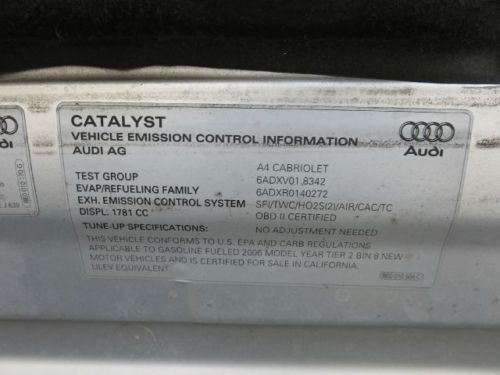 CATALYST
VEHICLE EMISSION CONTROL INFORMATION
AUDI AG
Audi
A4 CABRIOLET
TEST GROUP 6ADXV01.8342
EVAP/REFUELING FAMILY 6ADXR0140272
EXH. EMISSION CONTROL SYSTEM SFI/TWC/HO2S(2)/AIR/CAC/TC
DISPL. 1781 CC OBD II CERTIFIED
TUNE-UP SPECIFICATIONS: NO ADJUSTMENT NEEDED
THIS VEHICLE CONFORMS TO U.S. EPA AND CARB REGULATIONS
APPLICABLE TO GASOLINE FUELED 2006 MODEL YEAR TIER 2 BIN 8 NEW
MOTOR VEHICLES AND IS CERTIFIED FOR SALE IN CALIFORNIA.
ULEV EQUIVALENT